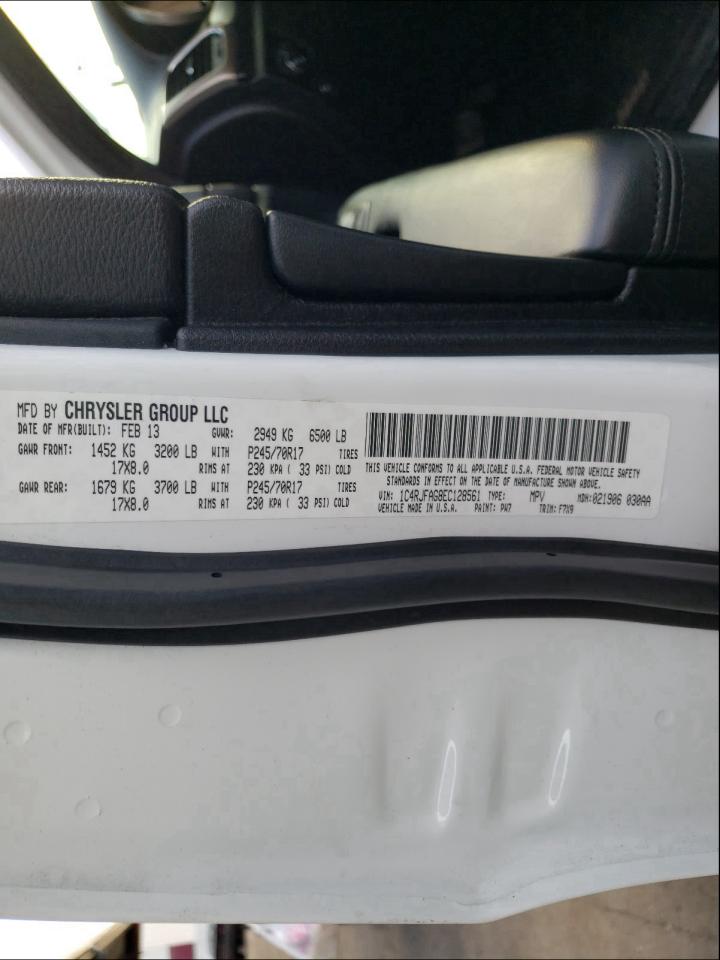 MFD BY CHRYSLER GROUP LLC
DATE OF MFR(BUILT): FEB 13 GVWR: 2949 KG 6500 LB
GAWR FRONT: 1452 KG 3200 LB WITH P245/70R17 TIRES
17X8.0 RIMS AT 230 KPA ( 33 PSI) COLD
GAWR REAR: 1679 KG 3700 LB WITH P245/70R17 TIRES
17X8.0 RIMS AT 230 KPA ( 33 PSI) COLD
THIS VEHICLE CONFORMS TO ALL APPLICABLE U.S.A. FEDERAL MOTOR VEHICLE SAFETY
STANDARDS IN EFFECT ON THE DATE OF MANUFACTURE SHOWN ABOVE.
VIN: 1C4RJFAG8EC128561 TYPE: MPV MDH: 021906 030AA
VEHICLE MADE IN U.S.A. PAINT: PW7 TRIM: F7X9